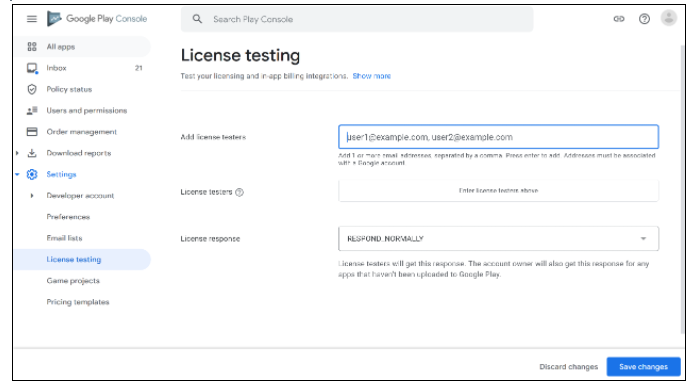 Google Play Console
Search Play Console
All apps
Inbox 21
Policy status
Users and permissions
Order management
Download reports
Settings
Developer account
Preferences
Email lists
License testing
Game projects
Pricing templates
License testing
Test your licensing and in-app billing integrations. Show more
Add license testers
user1@example.com, user2@example.com
Add 1 or more email addresses, separated by a comma. Press enter to add. Addresses must be associated
with a Google account
License testers
Enter license testers above
License response
RESPOND_NORMALLY
License testers will get this response. The account owner will also get this response for any
apps that haven't been uploaded to Google Play.
Discard changes
Save changes